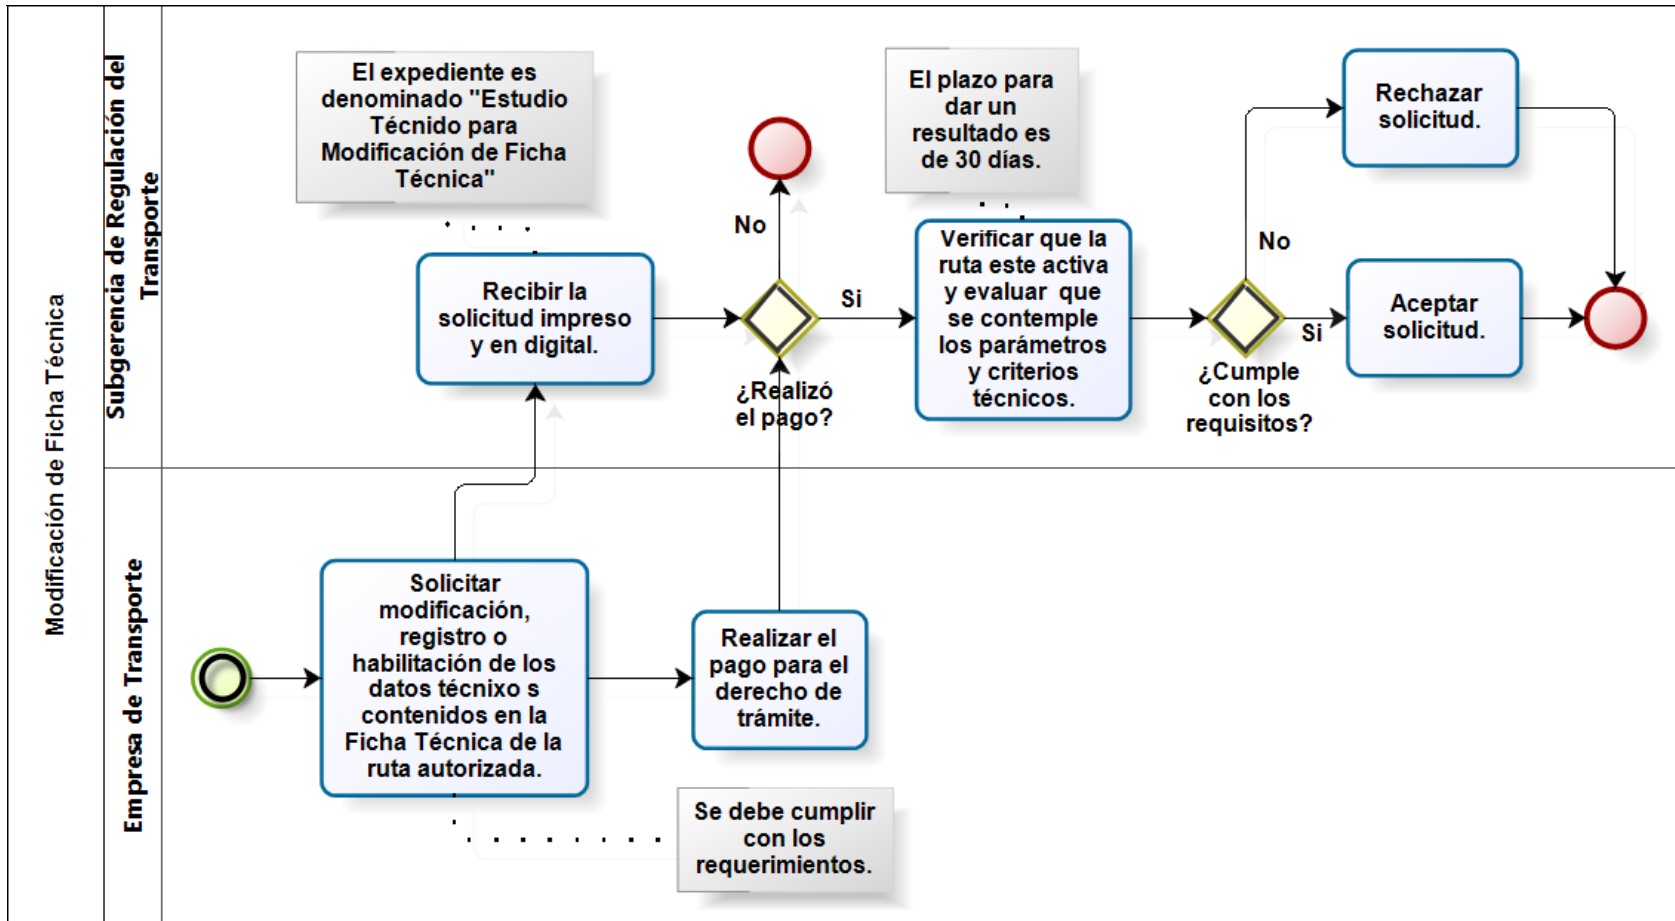 Modificación de Ficha Técnica
Subgerencia de Regulación del
Transporte
El expediente es
denominado "Estudio
Técnido para
Modificación de Ficha
Técnica"
Recibir la
solicitud impreso
y en digital.
No
¿Realizó
el pago?
Si
El plazo para
dar un
resultado es
de 30 días.
Verificar que la
ruta este activa
y evaluar  que
se contemple
los parámetros
y criterios
técnicos.
¿Cumple
con los
requisitos?
No
Rechazar
solicitud.
Si
Aceptar
solicitud.
Empresa de Transporte
Solicitar
modificación,
registro o
habilitación de los
datos técnixo s
contenidos en la
Ficha Técnica de la
ruta autorizada.
Realizar el
pago para el
derecho de
trámite.
Se debe cumplir
con los
requerimientos.